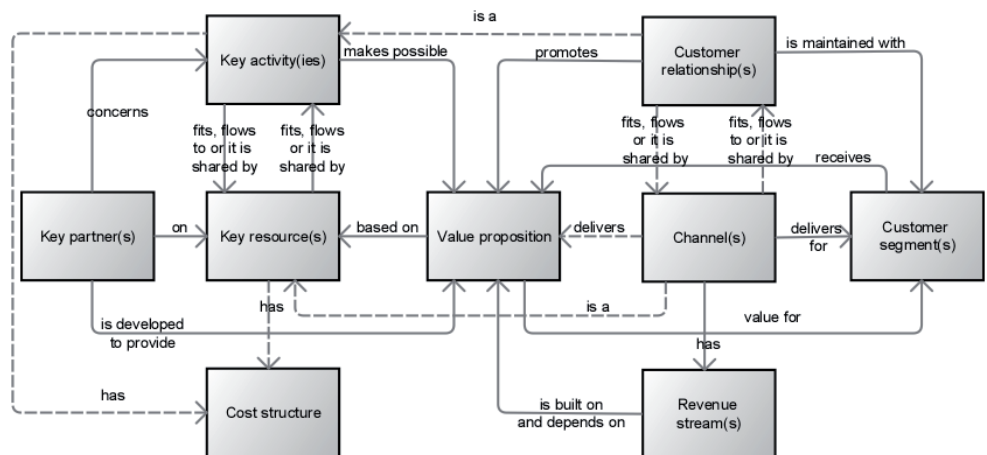 is a
Key activity(ies)
makes possible
promotes
Customer
relationship(s)
is maintained with
concerns
fits, flows
to or it is
shared by
fits, flows
or it is
shared by
fits, flows
or it is
shared by
fits, flows
to or it is
shared by
receives
Key partner(s)
on
Key resource(s)
based on
Value proposition
delivers
Channel(s)
delivers
for
Customer
segment(s)
has
is a
value for
is developed
to provide
has
has
Cost structure
is built on
and depends on
Revenue
stream(s)